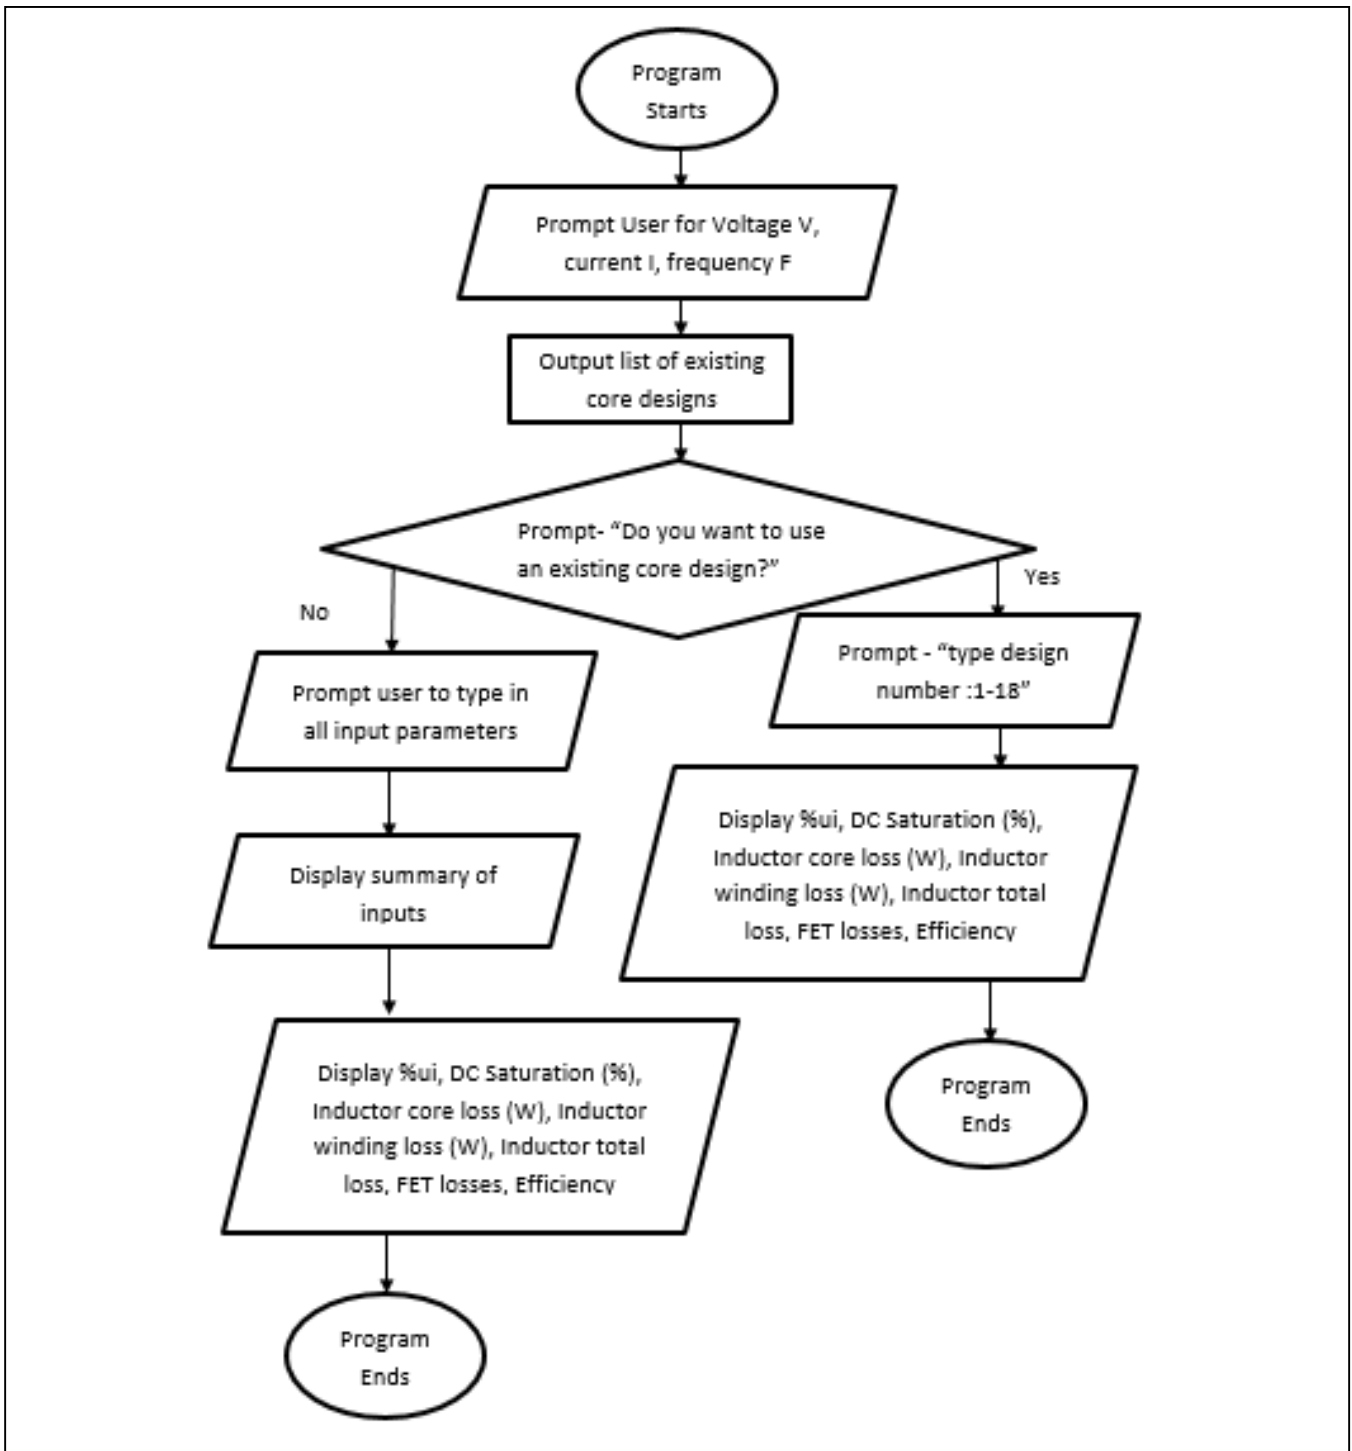 Program
Starts
Prompt User for Voltage V,
current I, frequency F
Output list of existing
core designs
Prompt- “Do you want to use
an existing core design?”
No
Yes
Prompt user to type in
all input parameters
Display summary of
inputs
Display %ui, DC Saturation (%),
Inductor core loss (W), Inductor
winding loss (W), Inductor total
loss, FET losses, Efficiency
Program
Ends
Prompt - “type design
number :1-18”
Display %ui, DC Saturation (%),
Inductor core loss (W), Inductor
winding loss (W), Inductor total
loss, FET losses, Efficiency
Program
Ends